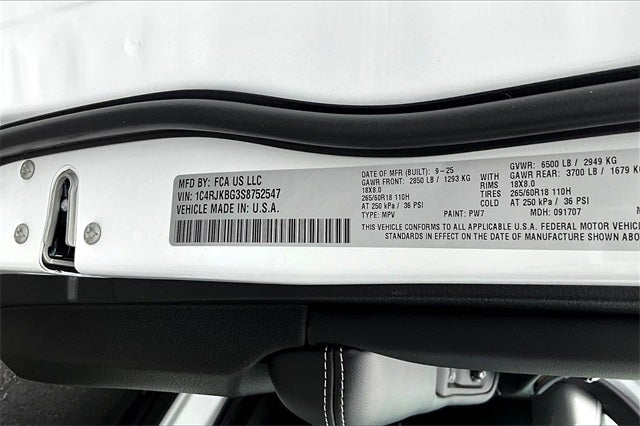 MFD BY: FCA US LLC
VIN: 1C4RJKBG3S8752547
VEHICLE MADE IN: U.S.A.
DATE OF MFR (BUILT): 9-25 GVWR: 6500 LB / 2949 KG
GAWR FRONT: 2850 LB / 1293 KG WITH GAWR REAR: 3700 LB / 1679 KG
18X8.0 RIMS 18X8.0
265/60R18 110H TIRES 265/60R18 110H
AT 250 kPa / 36 PSI COLD AT 250 kPa / 36 PSI
TYPE: MPV PAINT: PW7 MDH: 091707
THIS VEHICLE CONFORMS TO ALL APPLICABLE U.S.A. FEDERAL MOTOR VEHIC
STANDARDS IN EFFECT ON THE DATE OF MANUFACTURE SHOWN ABO